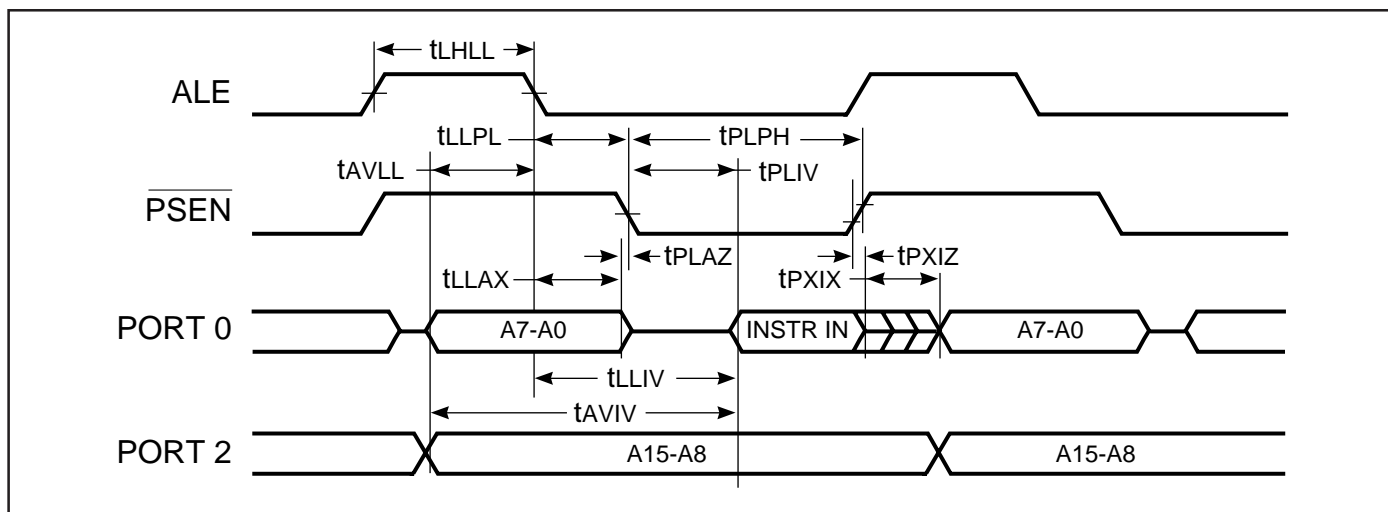 tLHLL
ALE
tLLPL
tPLPH
tAVLL
tPLIV
PSEN
tPLAZ
tPXIZ
tLLAX
tPXIX
PORT 0
A7-A0
INSTR IN
A7-A0
tLLIV
tAVIV
PORT 2
A15-A8
A15-A8